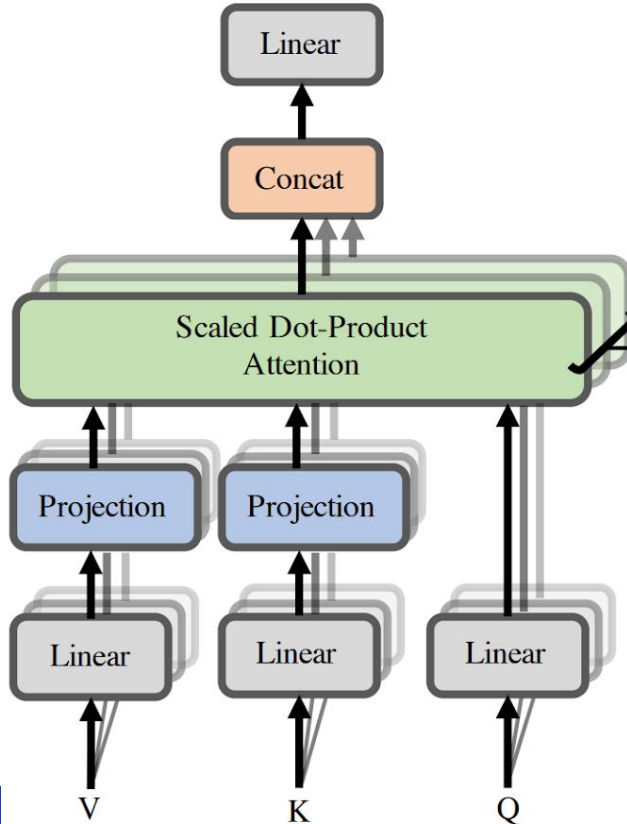 Linear
Concat
Scaled Dot-Product
Attention
Projection Projection
Linear Linear Linear
V K Q